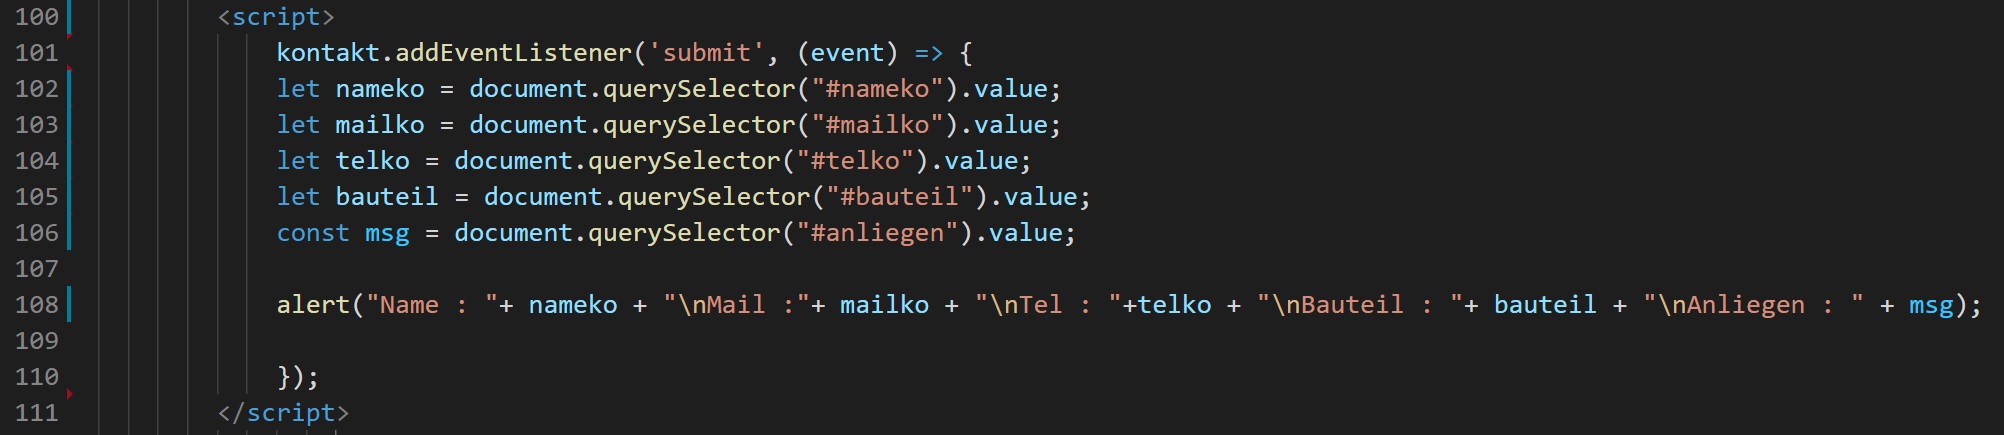 100 <script>
101 kontakt.addEventListener('submit', (event) => {
102 let nameko = document.querySelector("#nameko").value;
103 let mailko = document.querySelector("#mailko").value;
104 let telko = document.querySelector("#telko").value;
105 let bauteil = document.querySelector("#bauteil").value;
106 const msg = document.querySelector("#anliegen").value;
107
108 alert("Name : "+ nameko + "\nMail :"+ mailko + "\nTel : "+telko + "\nBauteil : "+ bauteil + "\nAnliegen : " + msg);
109
110 });
111 </script>